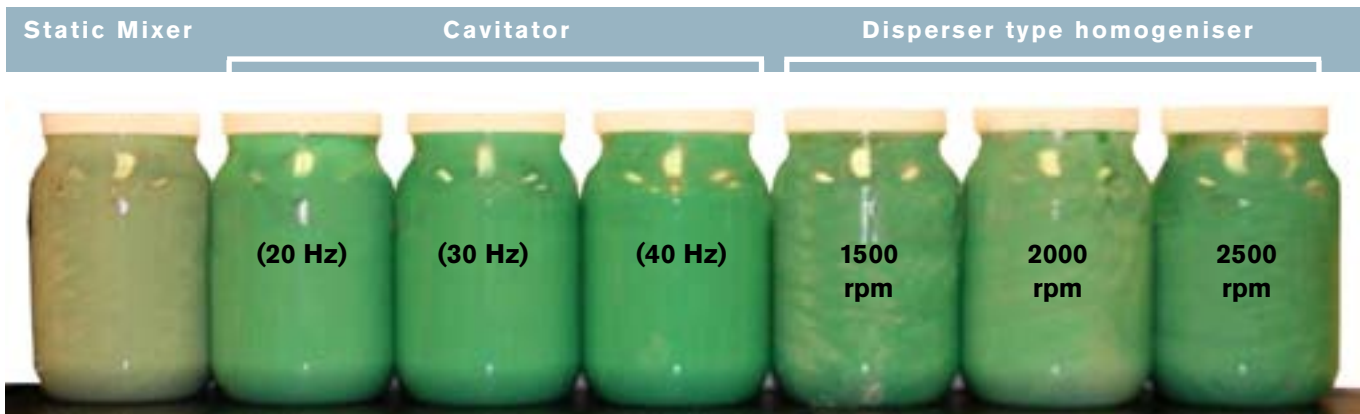 Static Mixer
Cavitator
Disperser type homogeniser
(20 Hz)
(30 Hz)
(40 Hz)
1500
rpm
2000
rpm
2500
rpm